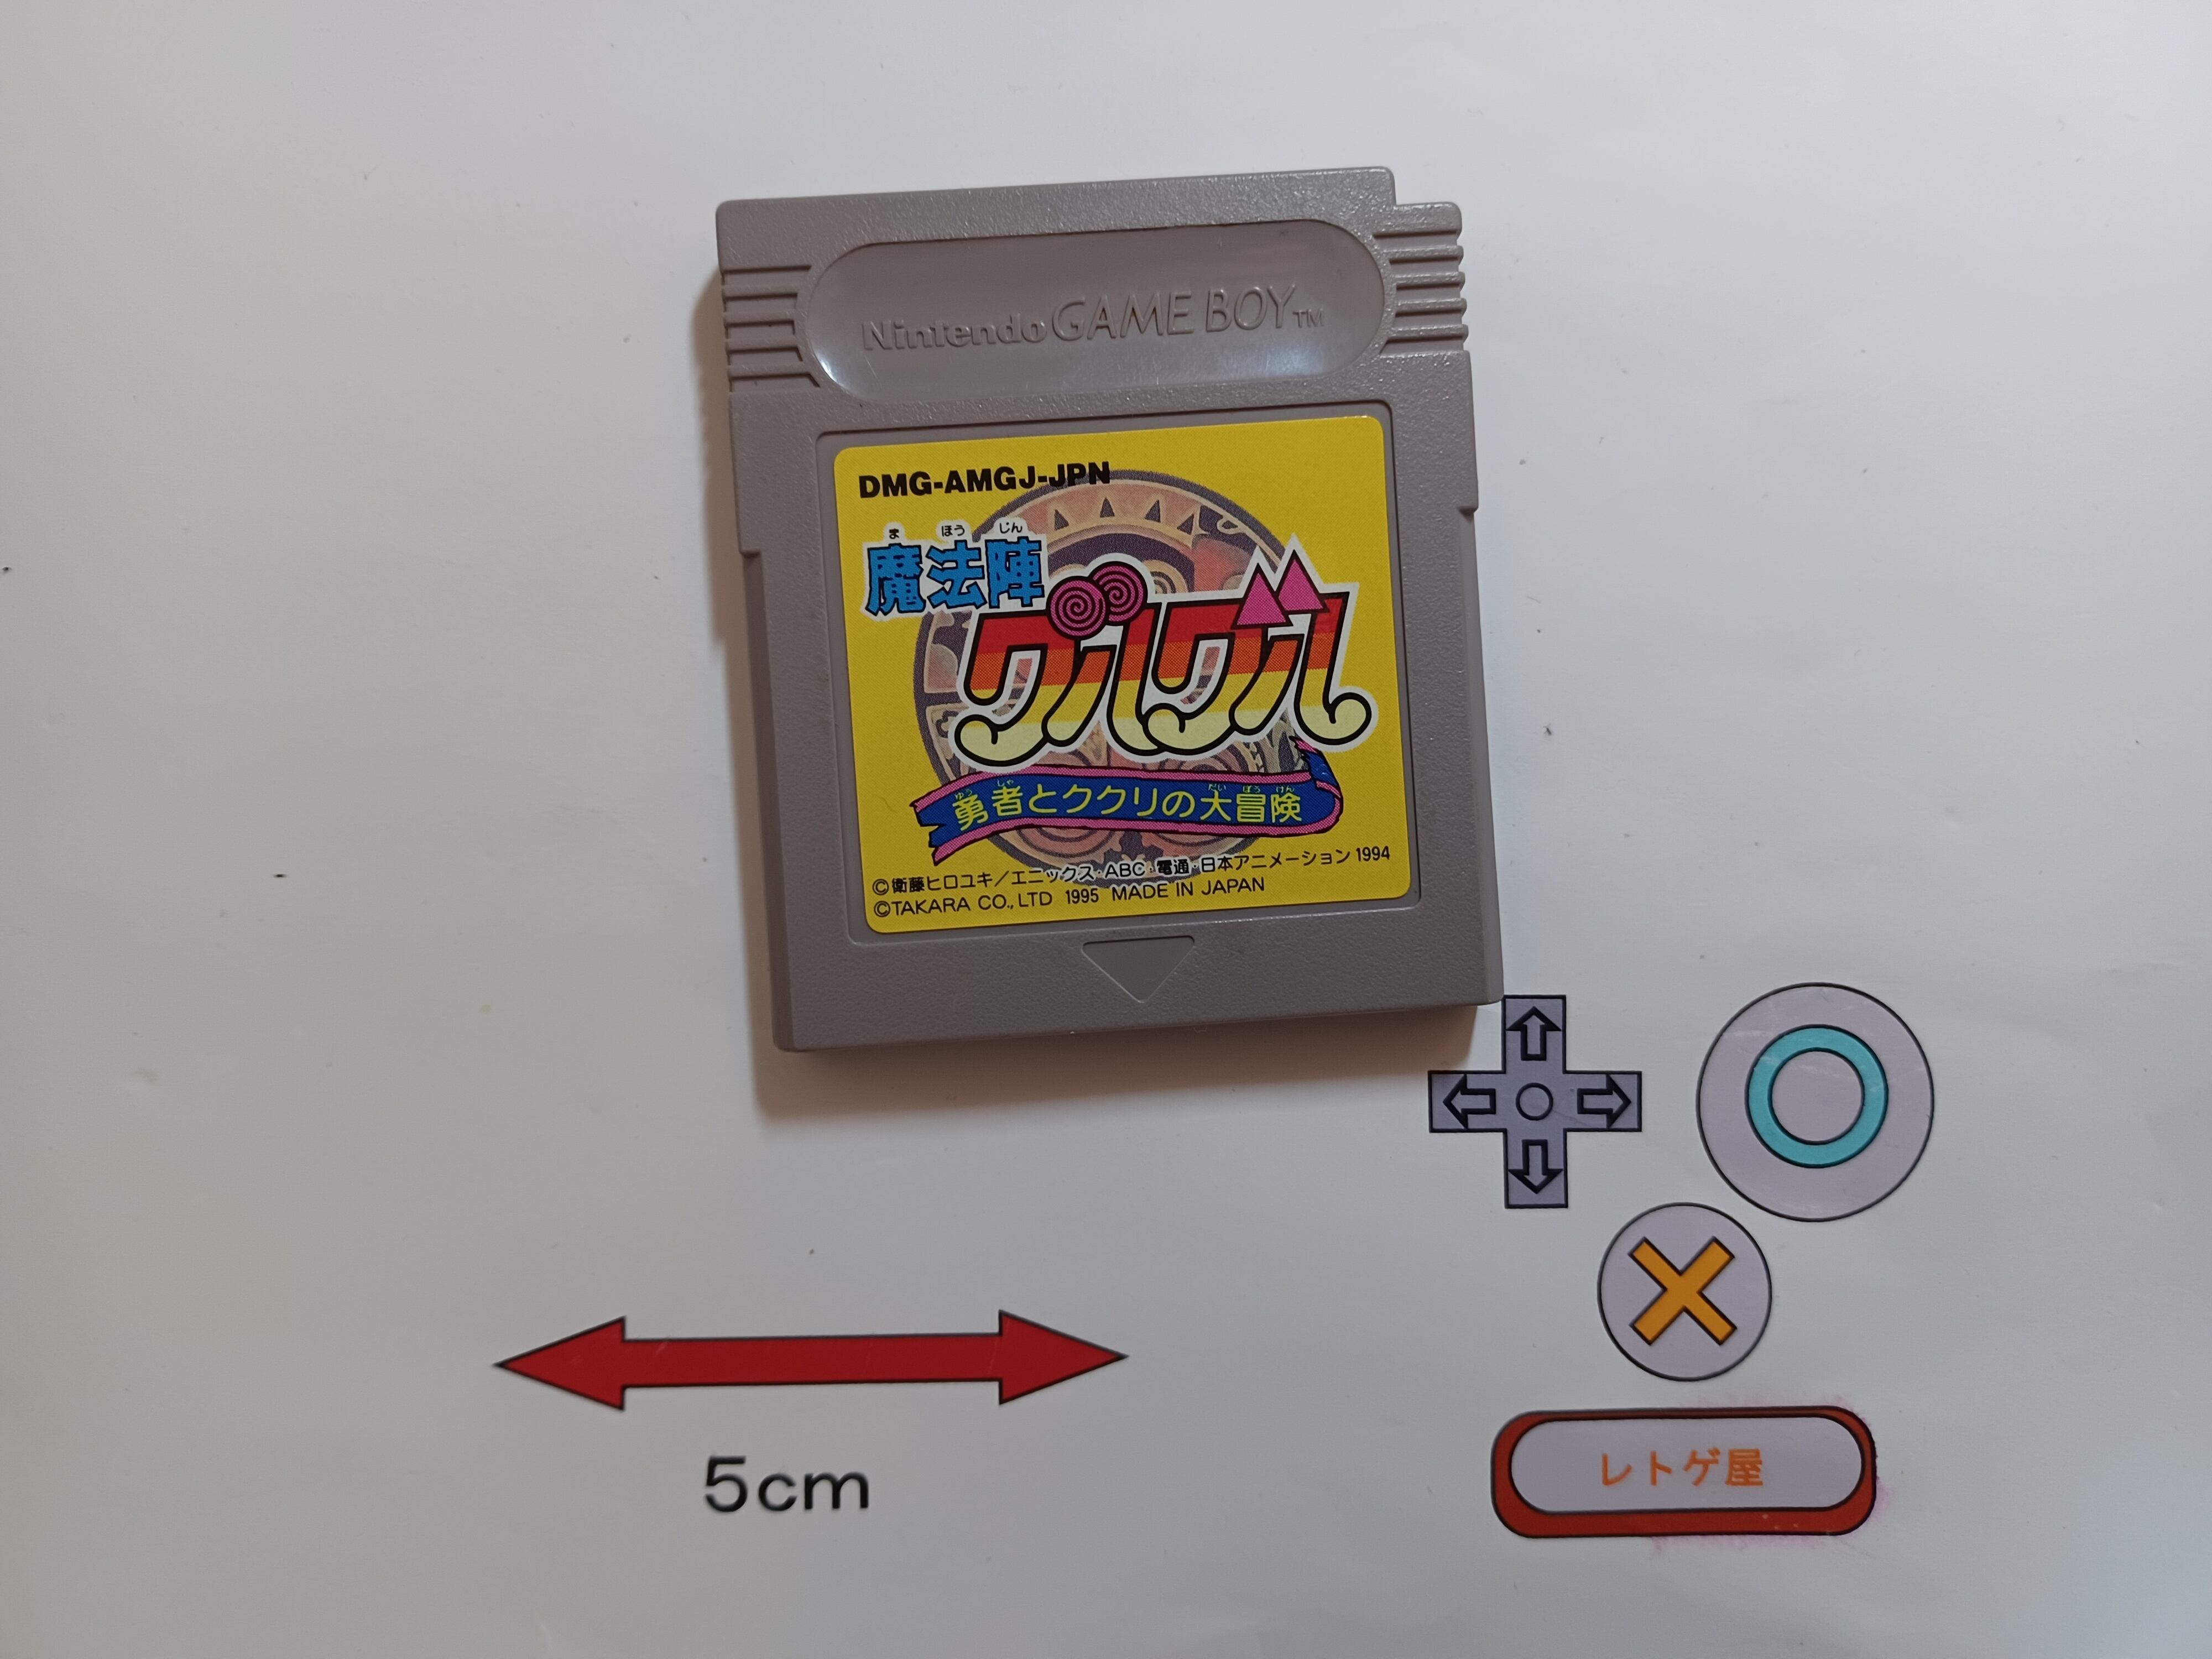 Nintendo GAME BOY TM
DMG-AMGJ-JPN
ま ほう じん
魔法陣
グルグル
ゆう しゃ だい ぼう けん
勇者とククリの大冒険
©衛藤ヒロユキ/エニックス・ABC・電通・日本アニメーション 1994
©TAKARA CO., LTD 1995 MADE IN JAPAN
5cm
レトゲ屋